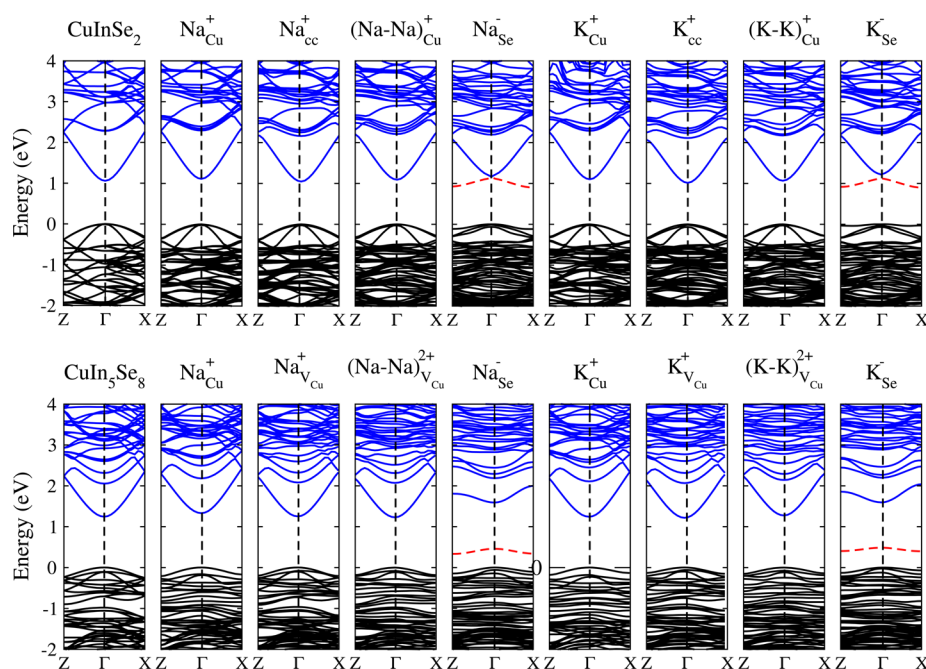 CuInSe₂ Na⁺Cu Na⁺cc (Na-Na)⁺Cu Na⁻Se K⁺Cu K⁺cc (K-K)⁺Cu K⁻Se
4
3
2
1
0
-1
-2
Energy (eV)
Z Γ X Z Γ X Z Γ X Z Γ X Z Γ X Z Γ X Z Γ X Z Γ X Z Γ X
CuIn₅Se₈ Na⁺Cu Na⁺VCu (Na-Na)²⁺VCu Na⁻Se K⁺Cu K⁺VCu (K-K)²⁺VCu K⁻Se
4
3
2
1
0 0
-1
-2
Energy (eV)
Z Γ X Z Γ X Z Γ X Z Γ X Z Γ X Z Γ X Z Γ X Z Γ X Z Γ X